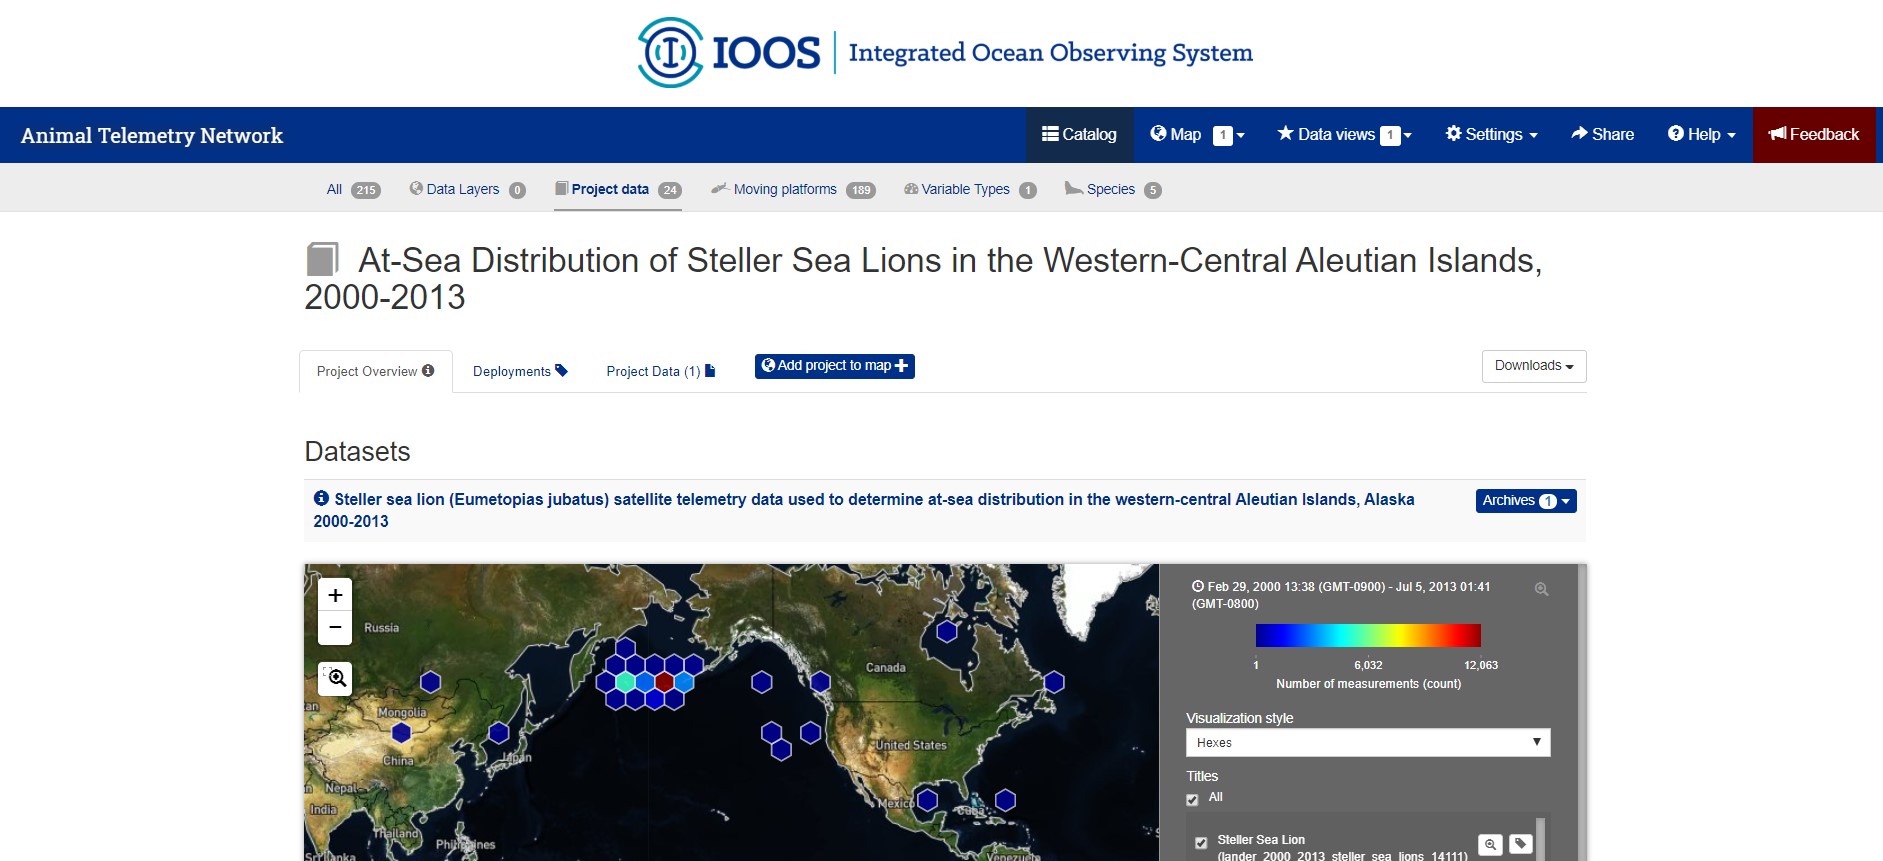 IOOS Integrated Ocean Observing System
Animal Telemetry Network Catalog Map 1 Data views 1 Settings Share Help Feedback
All 215 Data Layers 0 Project data 24 Moving platforms 189 Variable Types 1 Species 5
At-Sea Distribution of Steller Sea Lions in the Western-Central Aleutian Islands,
2000-2013
Project Overview Deployments Project Data (1) Add project to map Downloads
Datasets
Steller sea lion (Eumetopias jubatus) satellite telemetry data used to determine at-sea distribution in the western-central Aleutian Islands, Alaska
2000-2013
Archives 1
+
−
Russia
Canada
Mongolia
United States
Japan
China
Nepal
India
Mexico
Cuba
Thailand
Philippines
Sri Lanka
Venezuela
Feb 29, 2000 13:38 (GMT-0900) - Jul 5, 2013 01:41
(GMT-0800)
1 6,032 12,063
Number of measurements (count)
Visualization style
Hexes
Titles
All
Steller Sea Lion
(lander_2000_2013_steller_sea_lions_14111)